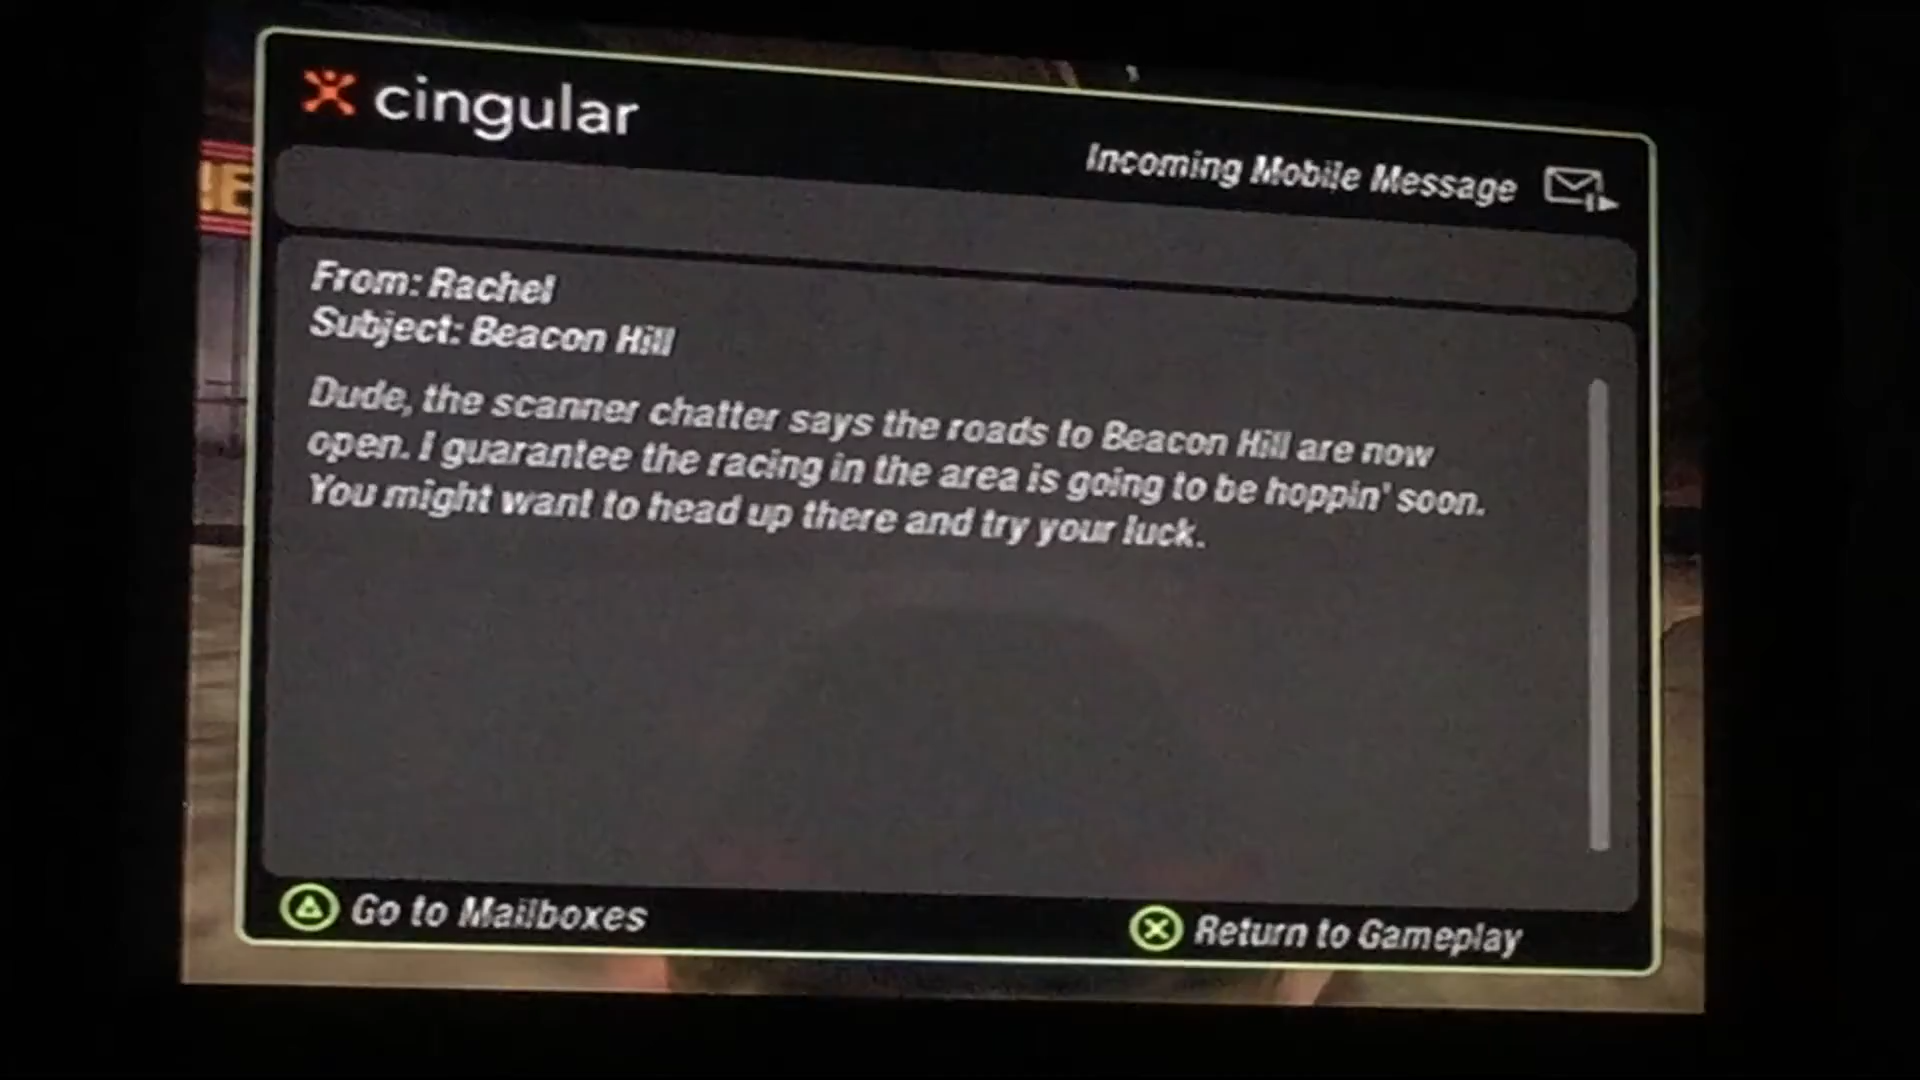 cingular
Incoming Mobile Message
From: Rachel
Subject: Beacon Hill
Dude, the scanner chatter says the roads to Beacon Hill are now
open. I guarantee the racing in the area is going to be hoppin' soon.
You might want to head up there and try your luck.
Go to Mailboxes
Return to Gameplay